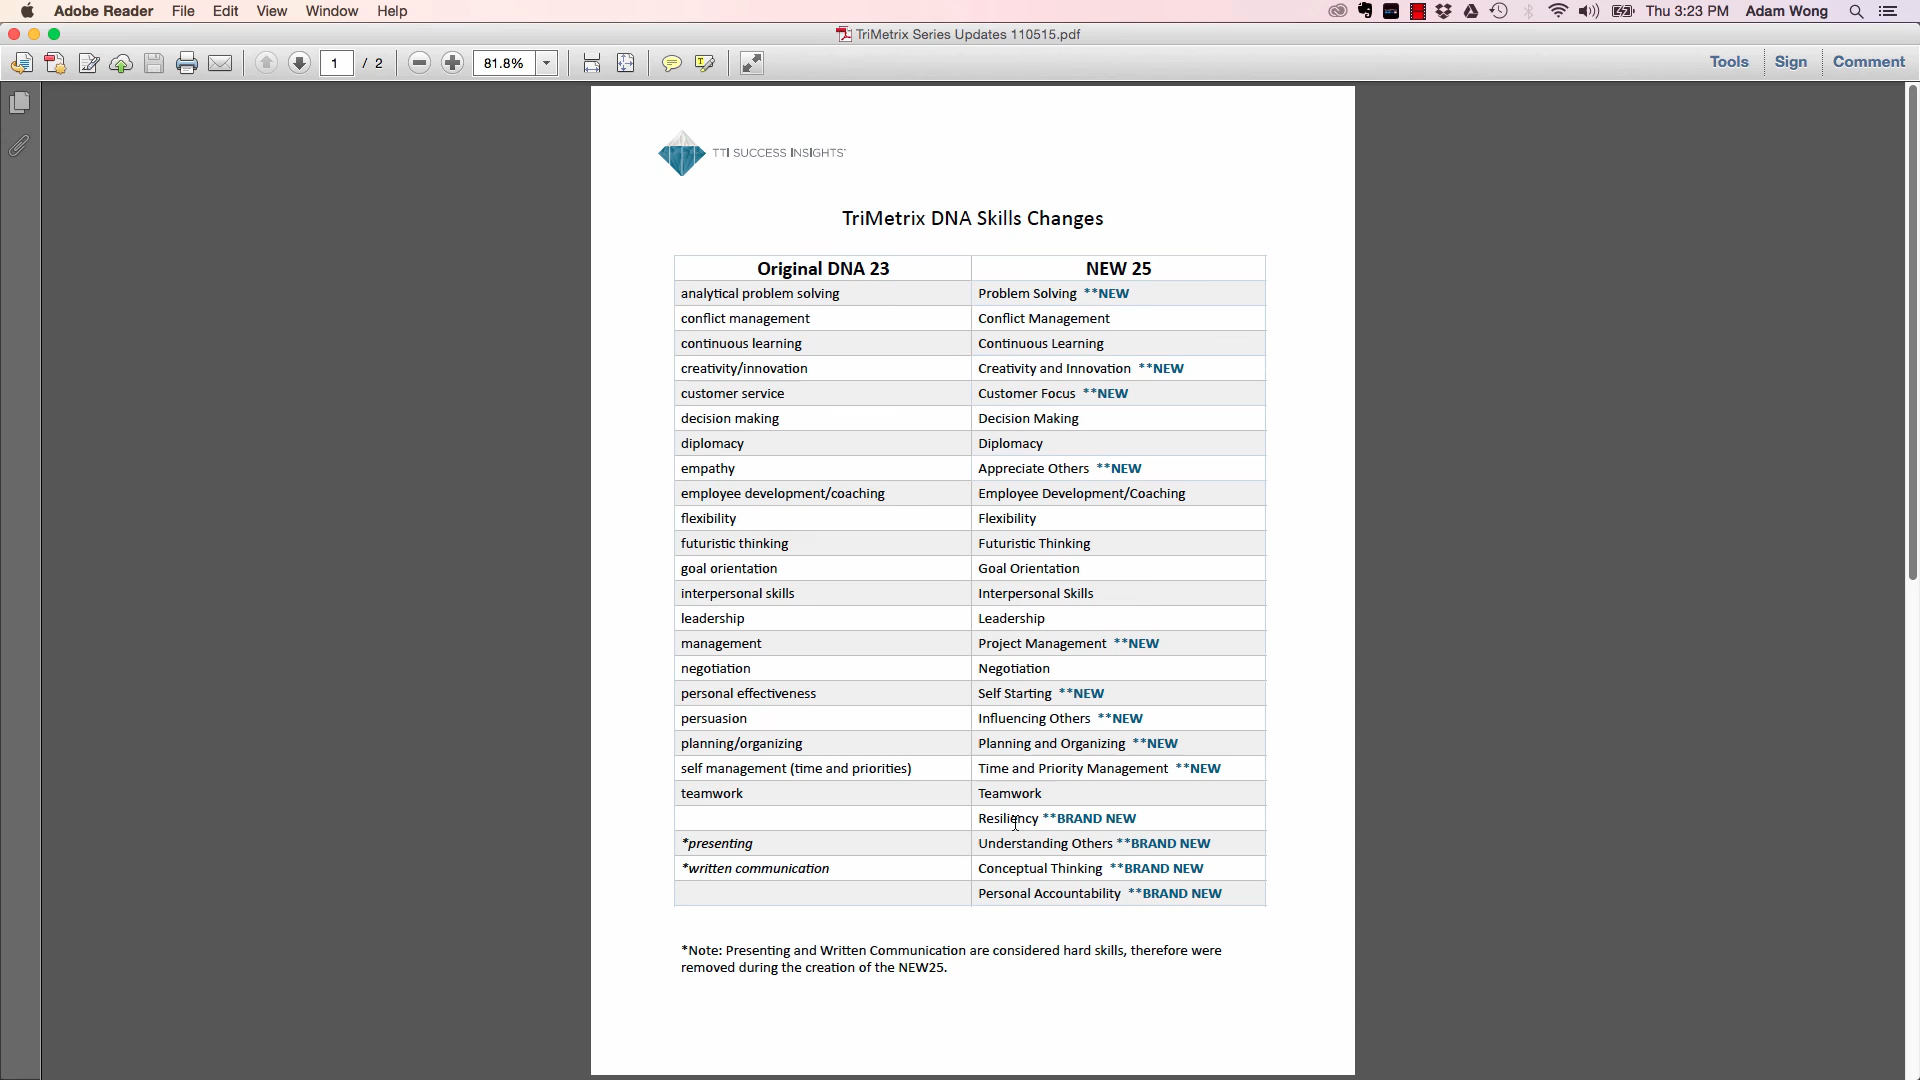 Adobe Reader File Edit View Window Help Thu 3:23 PM Adam Wong
TriMetrix Series Updates 110515.pdf
1 / 2 81.8% Tools Sign Comment
TTI SUCCESS INSIGHTS
TriMetrix DNA Skills Changes
Original DNA 23 NEW 25
analytical problem solving Problem Solving **NEW
conflict management Conflict Management
continuous learning Continuous Learning
creativity/innovation Creativity and Innovation **NEW
customer service Customer Focus **NEW
decision making Decision Making
diplomacy Diplomacy
empathy Appreciate Others **NEW
employee development/coaching Employee Development/Coaching
flexibility Flexibility
futuristic thinking Futuristic Thinking
goal orientation Goal Orientation
interpersonal skills Interpersonal Skills
leadership Leadership
management Project Management **NEW
negotiation Negotiation
personal effectiveness Self Starting **NEW
persuasion Influencing Others **NEW
planning/organizing Planning and Organizing **NEW
self management (time and priorities) Time and Priority Management **NEW
teamwork Teamwork
Resiliency **BRAND NEW
*presenting Understanding Others **BRAND NEW
*written communication Conceptual Thinking **BRAND NEW
Personal Accountability **BRAND NEW
*Note: Presenting and Written Communication are considered hard skills, therefore were
removed during the creation of the NEW25.